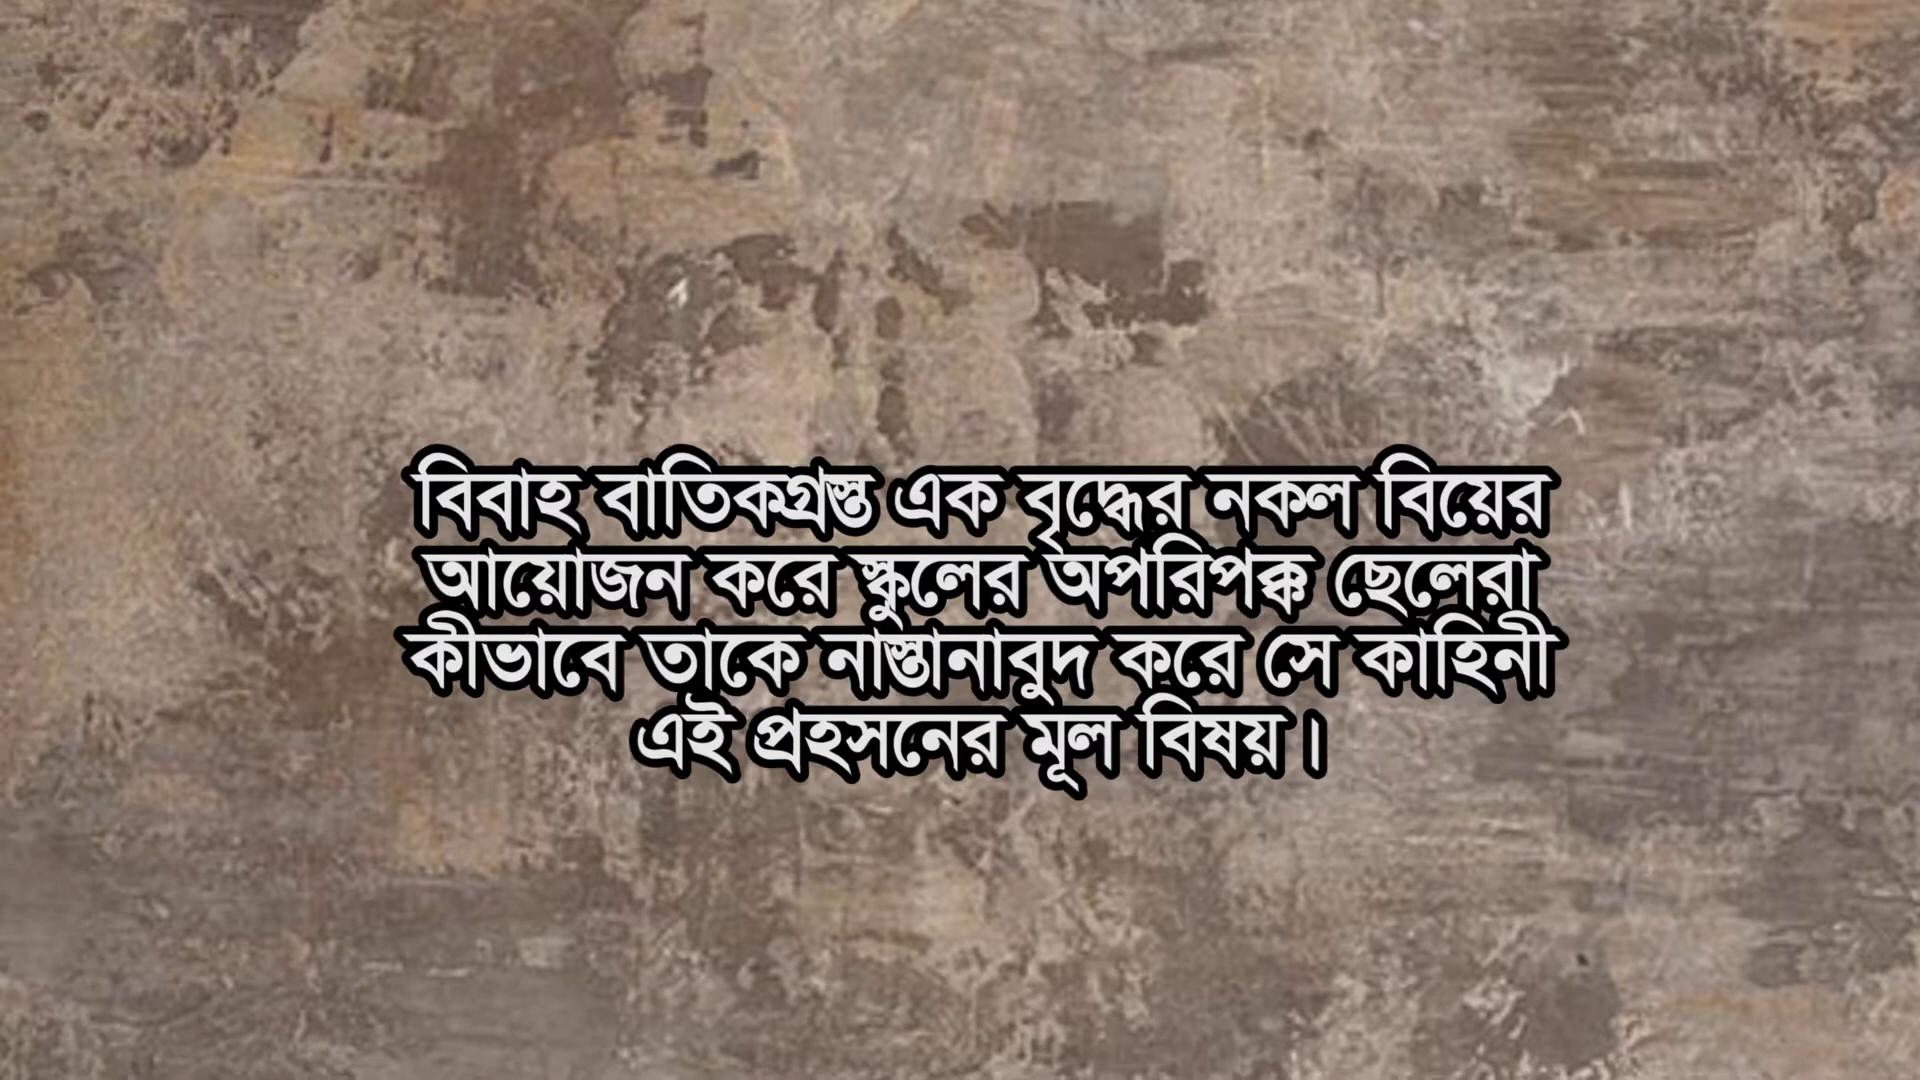 বিবাহ বাতিকগ্রস্ত এক বৃদ্ধের নকল বিয়ের
আয়োজন করে স্কুলের অপরিপক্ক ছেলেরা
কীভাবে তাকে নাস্তানাবুদ করে সে কাহিনী
এই প্রহসনের মূল বিষয়।